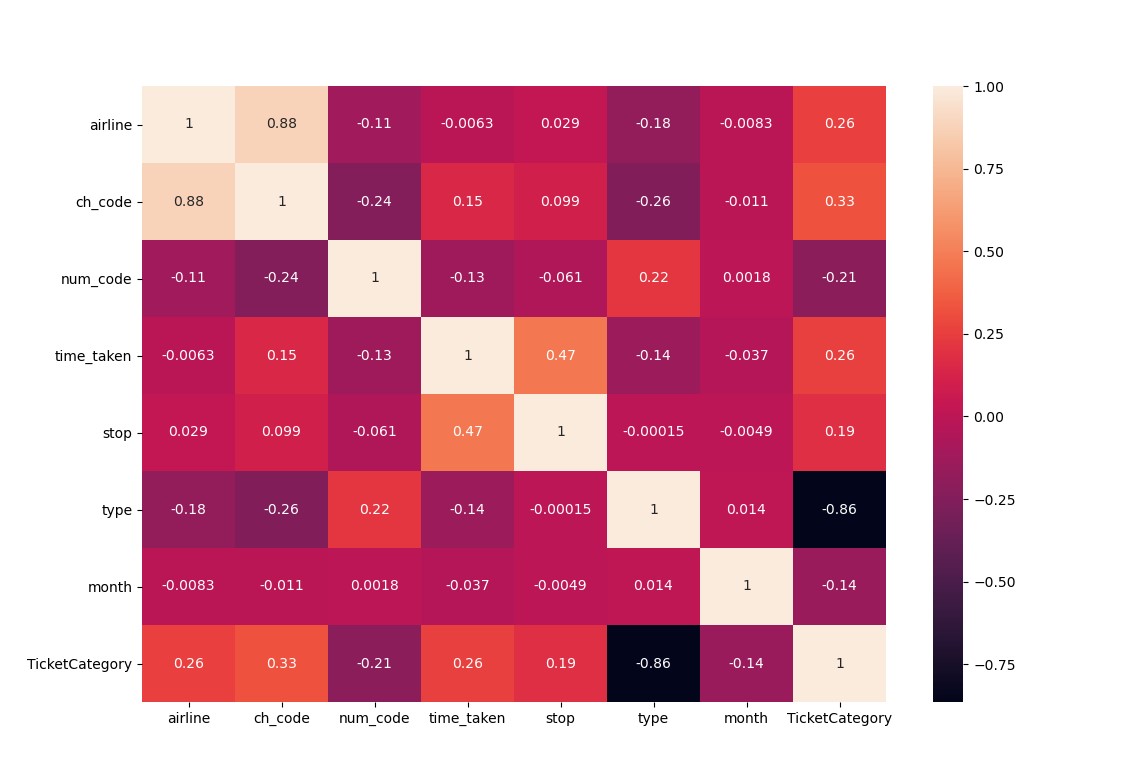 airline 1 0.88 -0.11 -0.0063 0.029 -0.18 -0.0083 0.26
ch_code 0.88 1 -0.24 0.15 0.099 -0.26 -0.011 0.33
num_code -0.11 -0.24 1 -0.13 -0.061 0.22 0.0018 -0.21
time_taken -0.0063 0.15 -0.13 1 0.47 -0.14 -0.037 0.26
stop 0.029 0.099 -0.061 0.47 1 -0.00015 -0.0049 0.19
type -0.18 -0.26 0.22 -0.14 -0.00015 1 0.014 -0.86
month -0.0083 -0.011 0.0018 -0.037 -0.0049 0.014 1 -0.14
TicketCategory 0.26 0.33 -0.21 0.26 0.19 -0.86 -0.14 1
airline ch_code num_code time_taken stop type month TicketCategory
1.00
0.75
0.50
0.25
0.00
−0.25
−0.50
−0.75